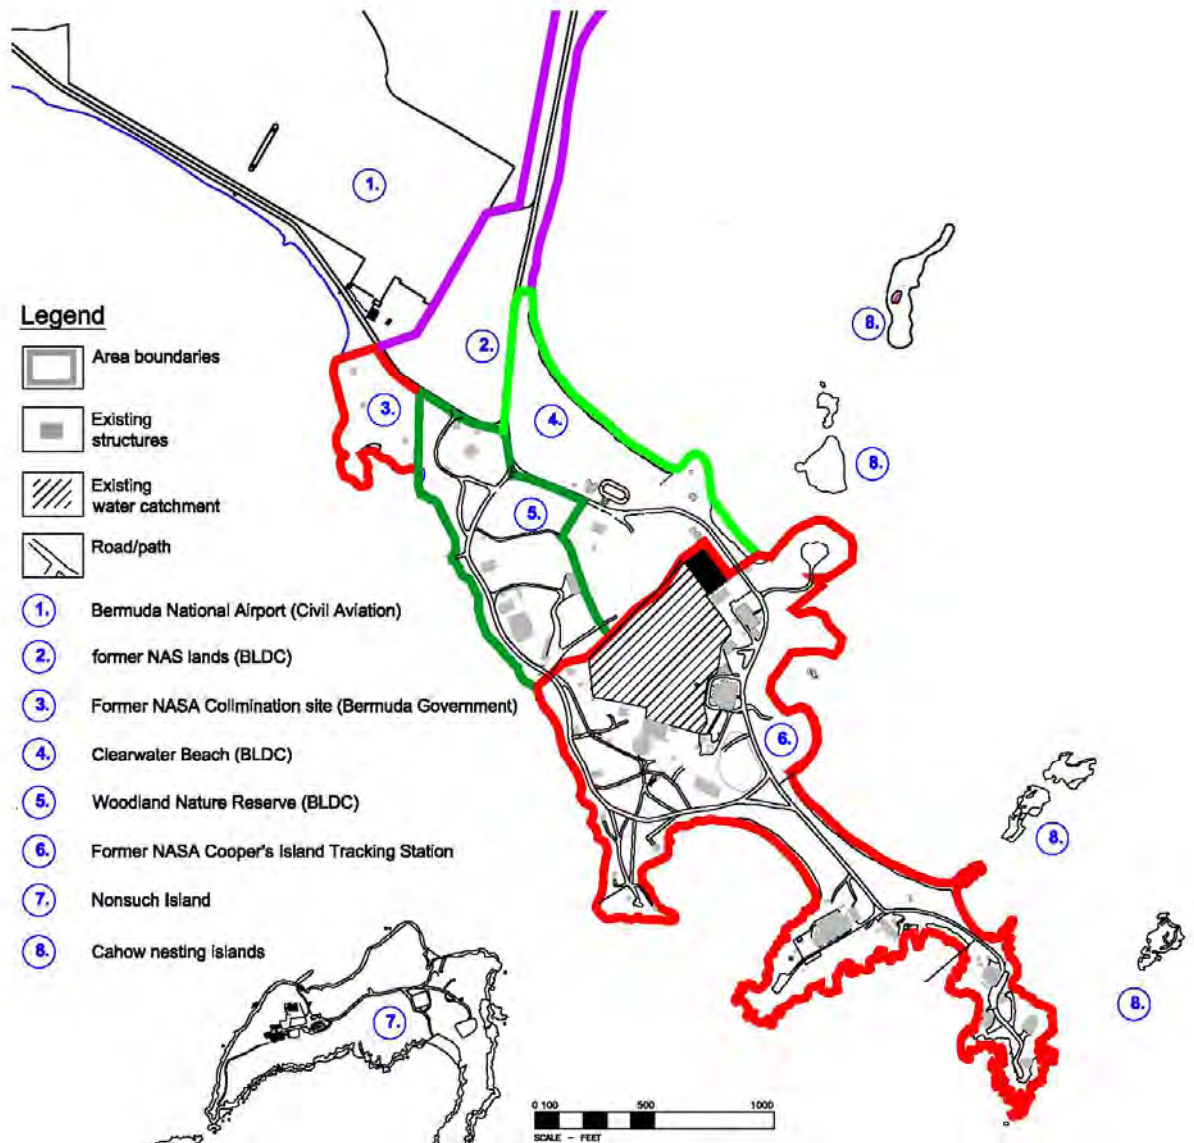 1.
2.
3.
4.
5.
6.
7.
8.
8.
8.
8.
Legend
Area boundaries
Existing
structures
Existing
water catchment
Road/path
1. Bermuda National Airport (Civil Aviation)
2. former NAS lands (BLDC)
3. Former NASA Collmination site (Bermuda Government)
4. Clearwater Beach (BLDC)
5. Woodland Nature Reserve (BLDC)
6. Former NASA Cooper's Island Tracking Station
7. Nonsuch Island
8. Cahow nesting islands
0 100 500 1000
SCALE - FEET